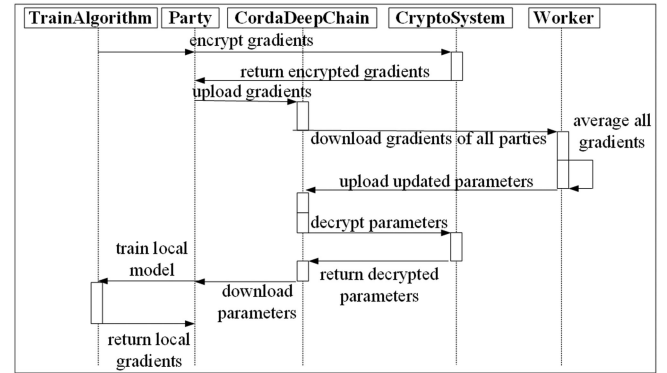 TrainAlgorithm Party CordaDeepChain CryptoSystem Worker
encrypt gradients
return encrypted gradients
upload gradients
average all
gradients
download gradients of all parties
upload updated parameters
decrypt parameters
train local
model
return decrypted
parameters
download
parameters
return local
gradients